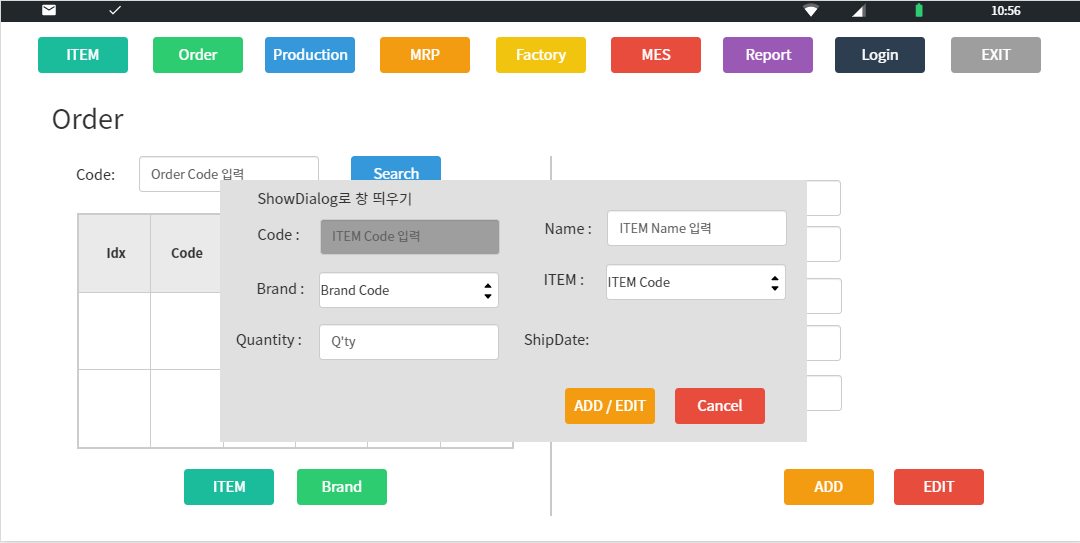 10:56
ITEM Order Production MRP Factory MES Report Login EXIT
Order
Code: Order Code 입력 Search
Idx Code
ShowDialog로 창 띄우기
Code : ITEM Code 입력 Name : ITEM Name 입력
Brand : Brand Code ITEM : ITEM Code
Quantity : Q'ty ShipDate:
ADD / EDIT Cancel
ITEM Brand ADD EDIT